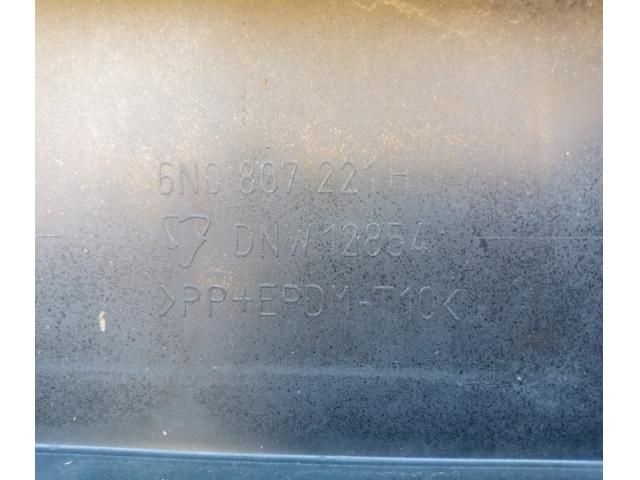 6N0 807 221 H
DNW12854
>PP+EPDM-T10<